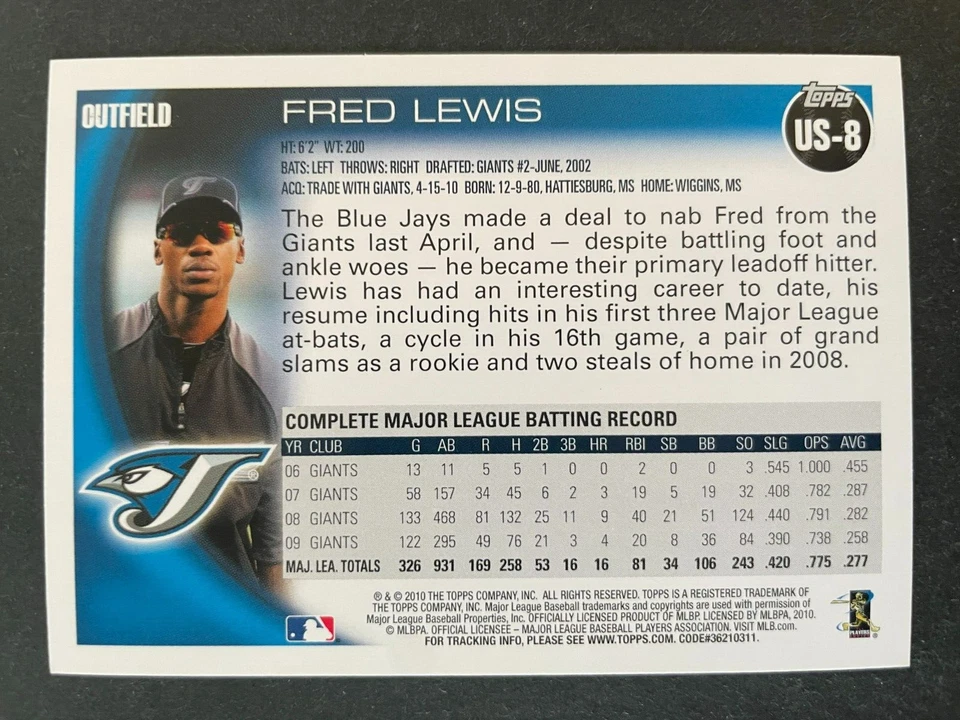 OUTFIELD
FRED LEWIS
Topps
US-8
HT: 6'2" WT: 200
BATS: LEFT THROWS: RIGHT DRAFTED: GIANTS #2-JUNE, 2002
ACQ: TRADE WITH GIANTS, 4-15-10 BORN: 12-9-80, HATTIESBURG, MS HOME: WIGGINS, MS
The Blue Jays made a deal to nab Fred from the
Giants last April, and — despite battling foot and
ankle woes — he became their primary leadoff hitter.
Lewis has had an interesting career to date, his
resume including hits in his first three Major League
at-bats, a cycle in his 16th game, a pair of grand
slams as a rookie and two steals of home in 2008.
COMPLETE MAJOR LEAGUE BATTING RECORD
YR CLUB G AB R H 2B 3B HR RBI SB BB SO SLG OPS AVG
06 GIANTS 13 11 5 5 1 0 0 2 0 0 3 .545 1.000 .455
07 GIANTS 58 157 34 45 6 2 3 19 5 19 32 .408 .782 .287
08 GIANTS 133 468 81 132 25 11 9 40 21 51 124 .440 .791 .282
09 GIANTS 122 295 49 76 21 3 4 20 8 36 84 .390 .738 .258
MAJ. LEA. TOTALS 326 931 169 258 53 16 16 81 34 106 243 .420 .775 .277
® & © 2010 THE TOPPS COMPANY, INC. ALL RIGHTS RESERVED. TOPPS IS A REGISTERED TRADEMARK OF
THE TOPPS COMPANY, INC. Major League Baseball trademarks and copyrights are used with permission of
Major League Baseball Properties, Inc. OFFICIALLY LICENSED PRODUCT OF MLBP. LICENSED BY MLBPA, 2010.
© MLBPA. OFFICIAL LICENSEE – MAJOR LEAGUE BASEBALL PLAYERS ASSOCIATION. VISIT MLB.com.
FOR TRACKING INFO, PLEASE SEE WWW.TOPPS.COM. CODE#36210311.
PLAYERS